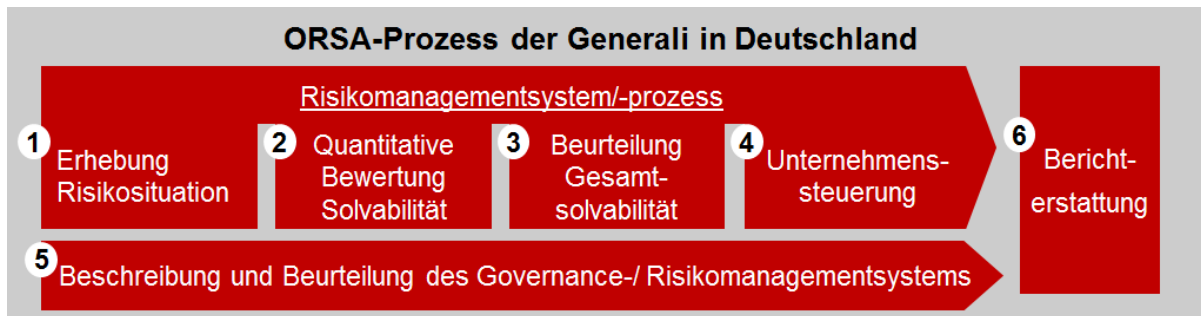 ORSA-Prozess der Generali in Deutschland
Risikomanagementsystem/-prozess
1
Erhebung
Risikosituation
2
Quantitative
Bewertung
Solvabilität
3
Beurteilung
Gesamt-
solvabilität
4
Unternehmens-
steuerung
5
Beschreibung und Beurteilung des Governance-/ Risikomanagementsystems
6
Bericht-
erstattung